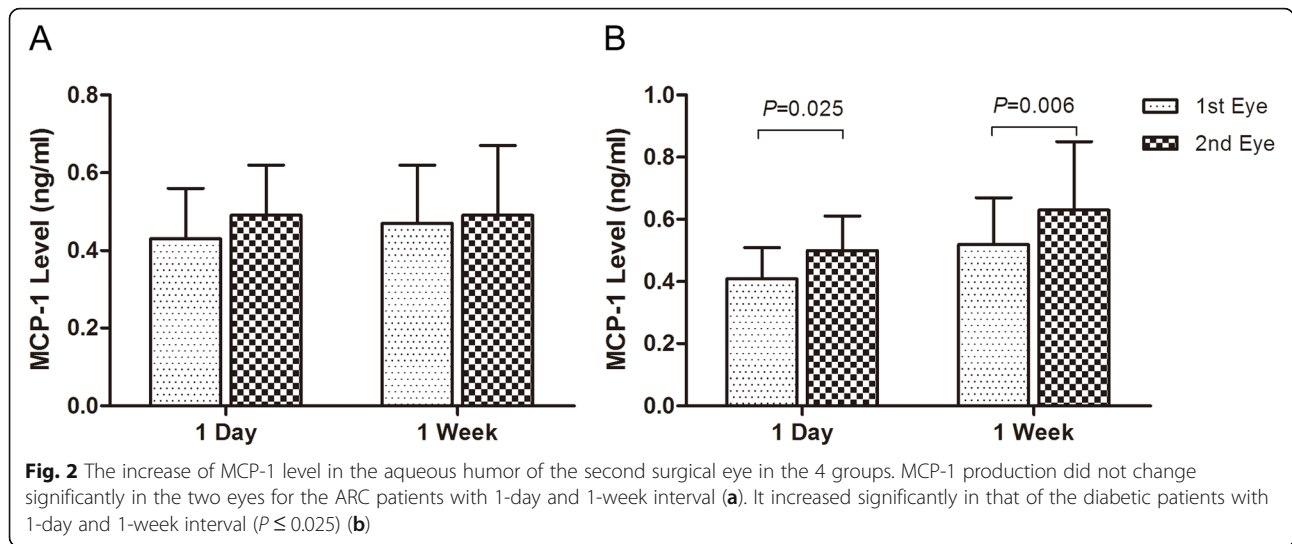 A
B
0.8
0.6
0.4
0.2
0.0
MCP-1 Level (ng/ml)
1 Day
1 Week
1.0
0.8
0.6
0.4
0.2
0.0
MCP-1 Level (ng/ml)
P=0.025
P=0.006
1 Day
1 Week
1st Eye
2nd Eye
Fig. 2 The increase of MCP-1 level in the aqueous humor of the second surgical eye in the 4 groups. MCP-1 production did not change
significantly in the two eyes for the ARC patients with 1-day and 1-week interval (a). It increased significantly in that of the diabetic patients with
1-day and 1-week interval (P ≤ 0.025) (b)